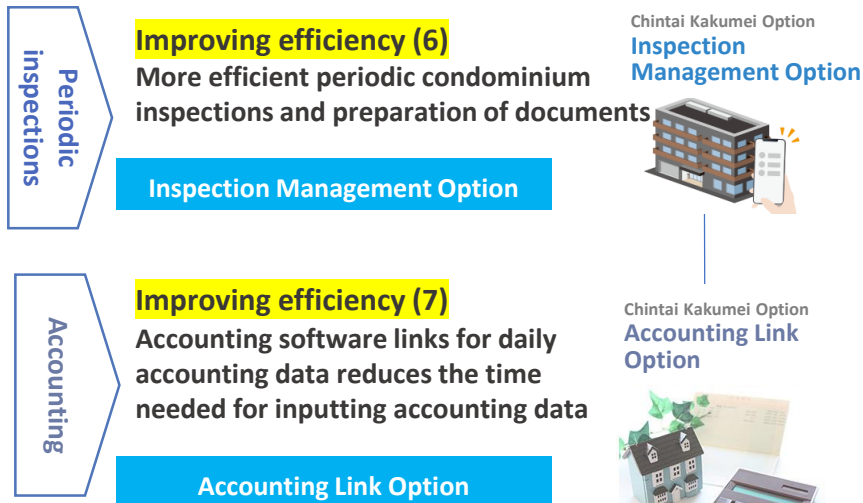 Periodic
inspections
Improving efficiency (6)
More efficient periodic condominium
inspections and preparation of documents
Inspection Management Option
Chintai Kakumei Option
Inspection
Management Option
Accounting
Improving efficiency (7)
Accounting software links for daily
accounting data reduces the time
needed for inputting accounting data
Accounting Link Option
Chintai Kakumei Option
Accounting Link
Option